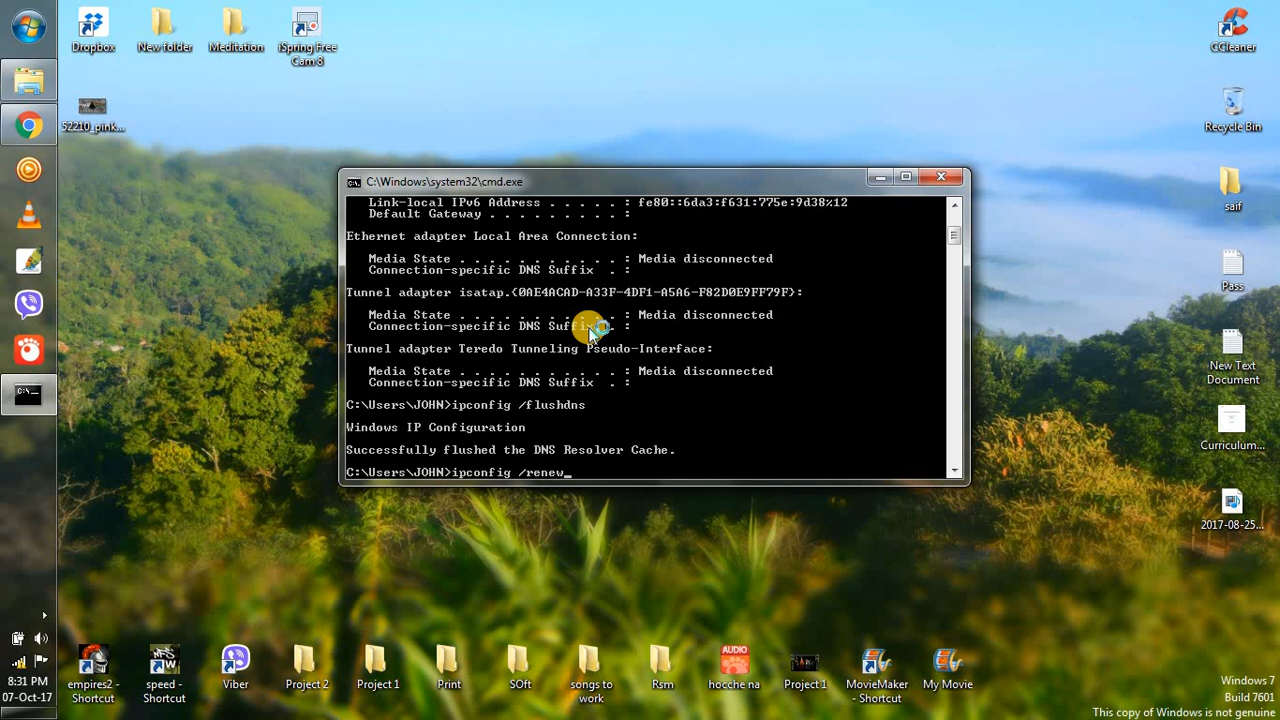 Dropbox
New folder
Meditation
iSpring Free
Cam 8
CCleaner
52210_pink...
Recycle Bin
C:\Windows\system32\cmd.exe
Link-local IPv6 Address . . . . . : fe80::6da3:f631:775e:9d38%12
Default Gateway . . . . . . . . . :
Ethernet adapter Local Area Connection:
Media State . . . . . . . . . . . : Media disconnected
Connection-specific DNS Suffix  . :
Tunnel adapter isatap.{0AE4ACAD-A33F-4DF1-A5A6-F82D0E9FF79F}:
Media State . . . . . . . . . . . : Media disconnected
Connection-specific DNS Suffix  . :
Tunnel adapter Teredo Tunneling Pseudo-Interface:
Media State . . . . . . . . . . . : Media disconnected
Connection-specific DNS Suffix  . :
C:\Users\JOHN>ipconfig /flushdns
Windows IP Configuration
Successfully flushed the DNS Resolver Cache.
C:\Users\JOHN>ipconfig /renew_
saif
Pass
New Text
Document
Curriculum...
2017-08-25...
empires2 -
Shortcut
speed -
Shortcut
Viber
Project 2
Project 1
Print
SOft
songs to
work
Rsm
AUDIO
hocche na
Project 1
MovieMaker
- Shortcut
My Movie
8:31 PM
07-Oct-17
Windows 7
Build 7601
This copy of Windows is not genuine